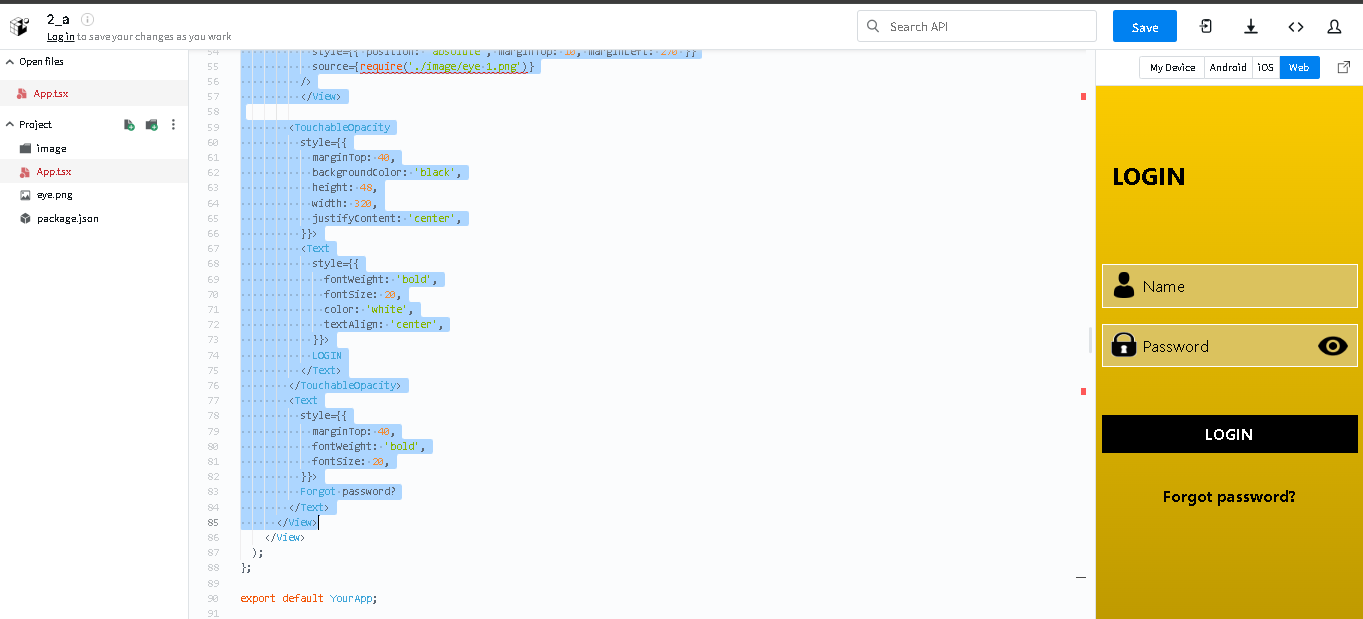 2_a
Log in to save your changes as you work
Search API
Save
Open files
App.tsx
Project
image
App.tsx
eye.png
package.json
54 style={{ position: 'absolute', marginTop: 10, marginLeft: 270 }}
55 source={require('./image/eye-1.png')}
56 />
57 </View>
58
59 <TouchableOpacity
60 style={{
61 marginTop: 40,
62 backgroundColor: 'black',
63 height: 48,
64 width: 320,
65 justifyContent: 'center',
66 }}>
67 <Text
68 style={{
69 fontWeight: 'bold',
70 fontSize: 20,
71 color: 'white',
72 textAlign: 'center',
73 }}>
74 LOGIN
75 </Text>
76 </TouchableOpacity>
77 <Text
78 style={{
79 marginTop: 40,
80 fontWeight: 'bold',
81 fontSize: 20,
82 }}>
83 Forgot password?
84 </Text>
85 </View>
86 </View>
87 );
88 };
89
90 export default YourApp;
91
My Device Android iOS Web
LOGIN
Name
Password
LOGIN
Forgot password?